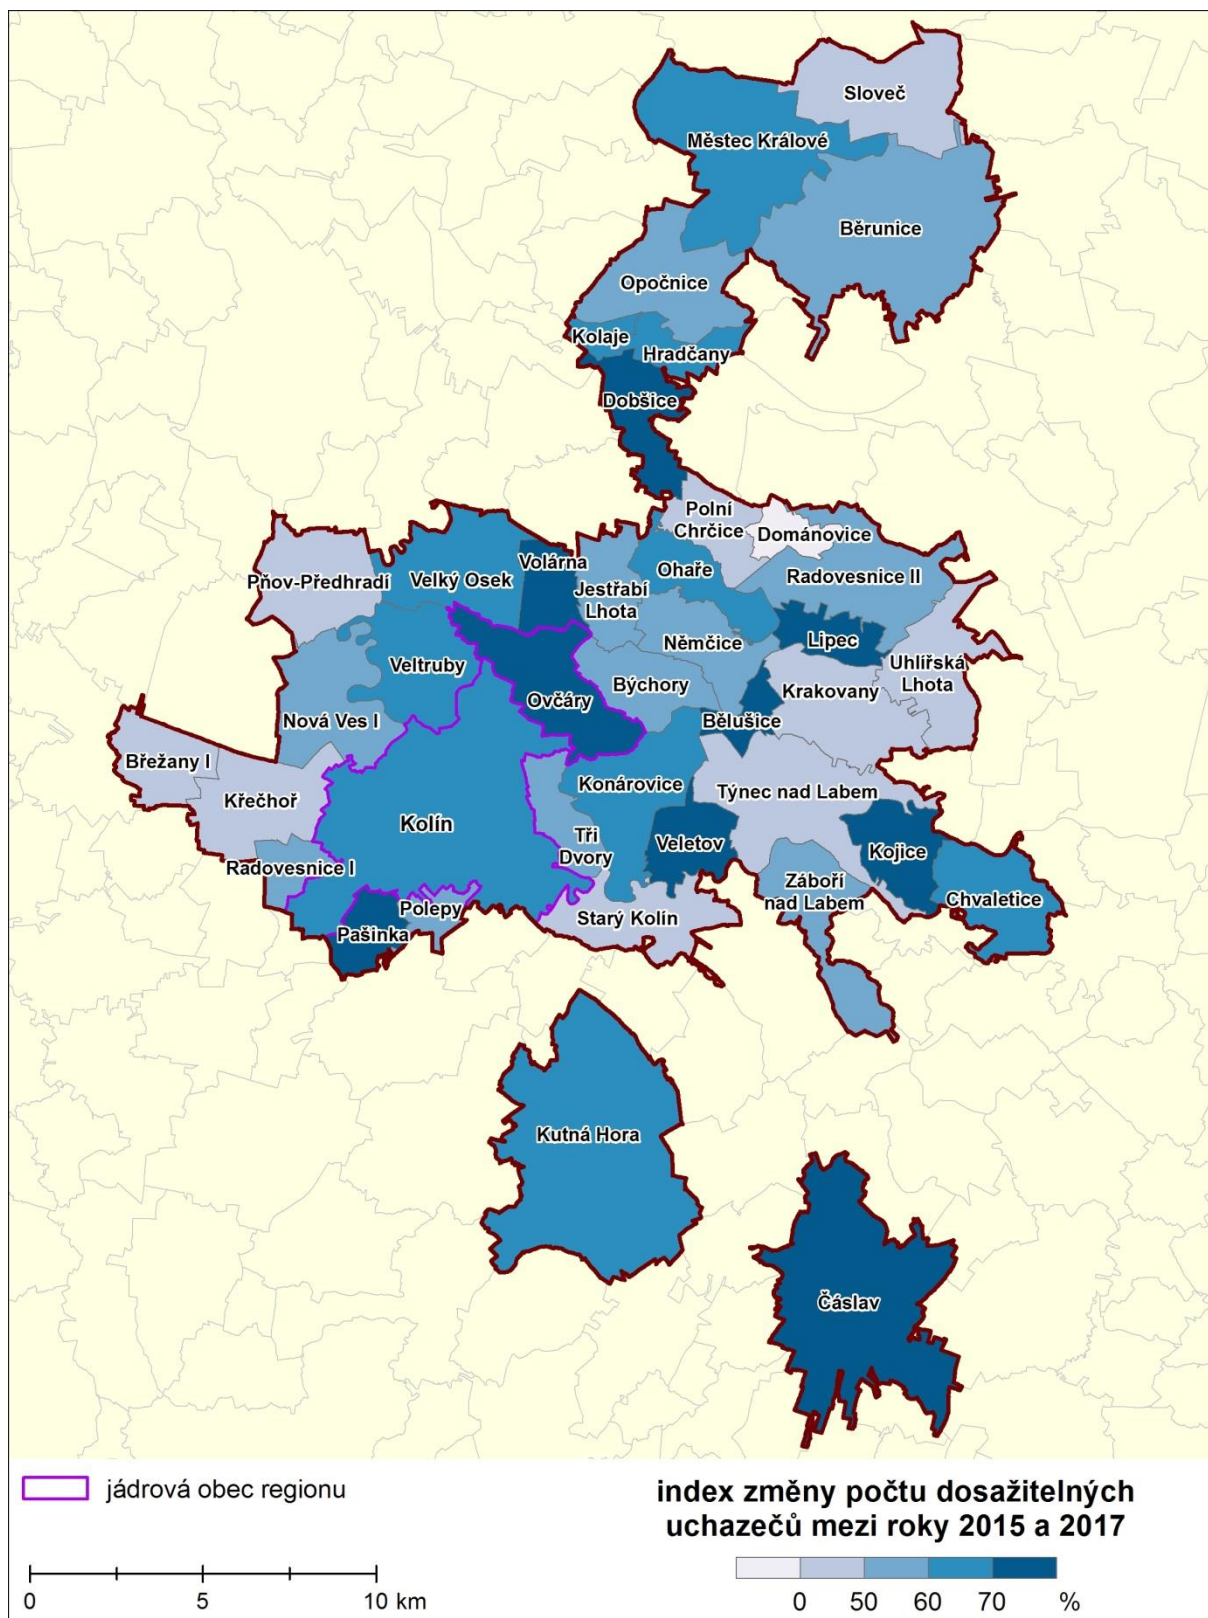 Sloveč
Městec Králové
Běrunice
Opočnice
Kolaje
Hradčany
Dobšice
Polní
Chrčice
Dománovice
Volárna
Ohaře
Pňov-Předhradí
Velký Osek
Jestřabí
Lhota
Radovesnice II
Němčice
Lipec
Veltruby
Uhlířská
Lhota
Býchory
Krakovany
Ovčáry
Nová Ves I
Bělušice
Břežany I
Konárovice
Týnec nad Labem
Křečhoř
Kolín
Tři
Dvory
Veletov
Kojice
Radovesnice I
Záboří
nad Labem
Chvaletice
Polepy
Starý Kolín
Pašinka
Kutná Hora
Čáslav
jádrová obec regionu
index změny počtu dosažitelných
uchazečů mezi roky 2015 a 2017
0 5 10 km
0 50 60 70 %